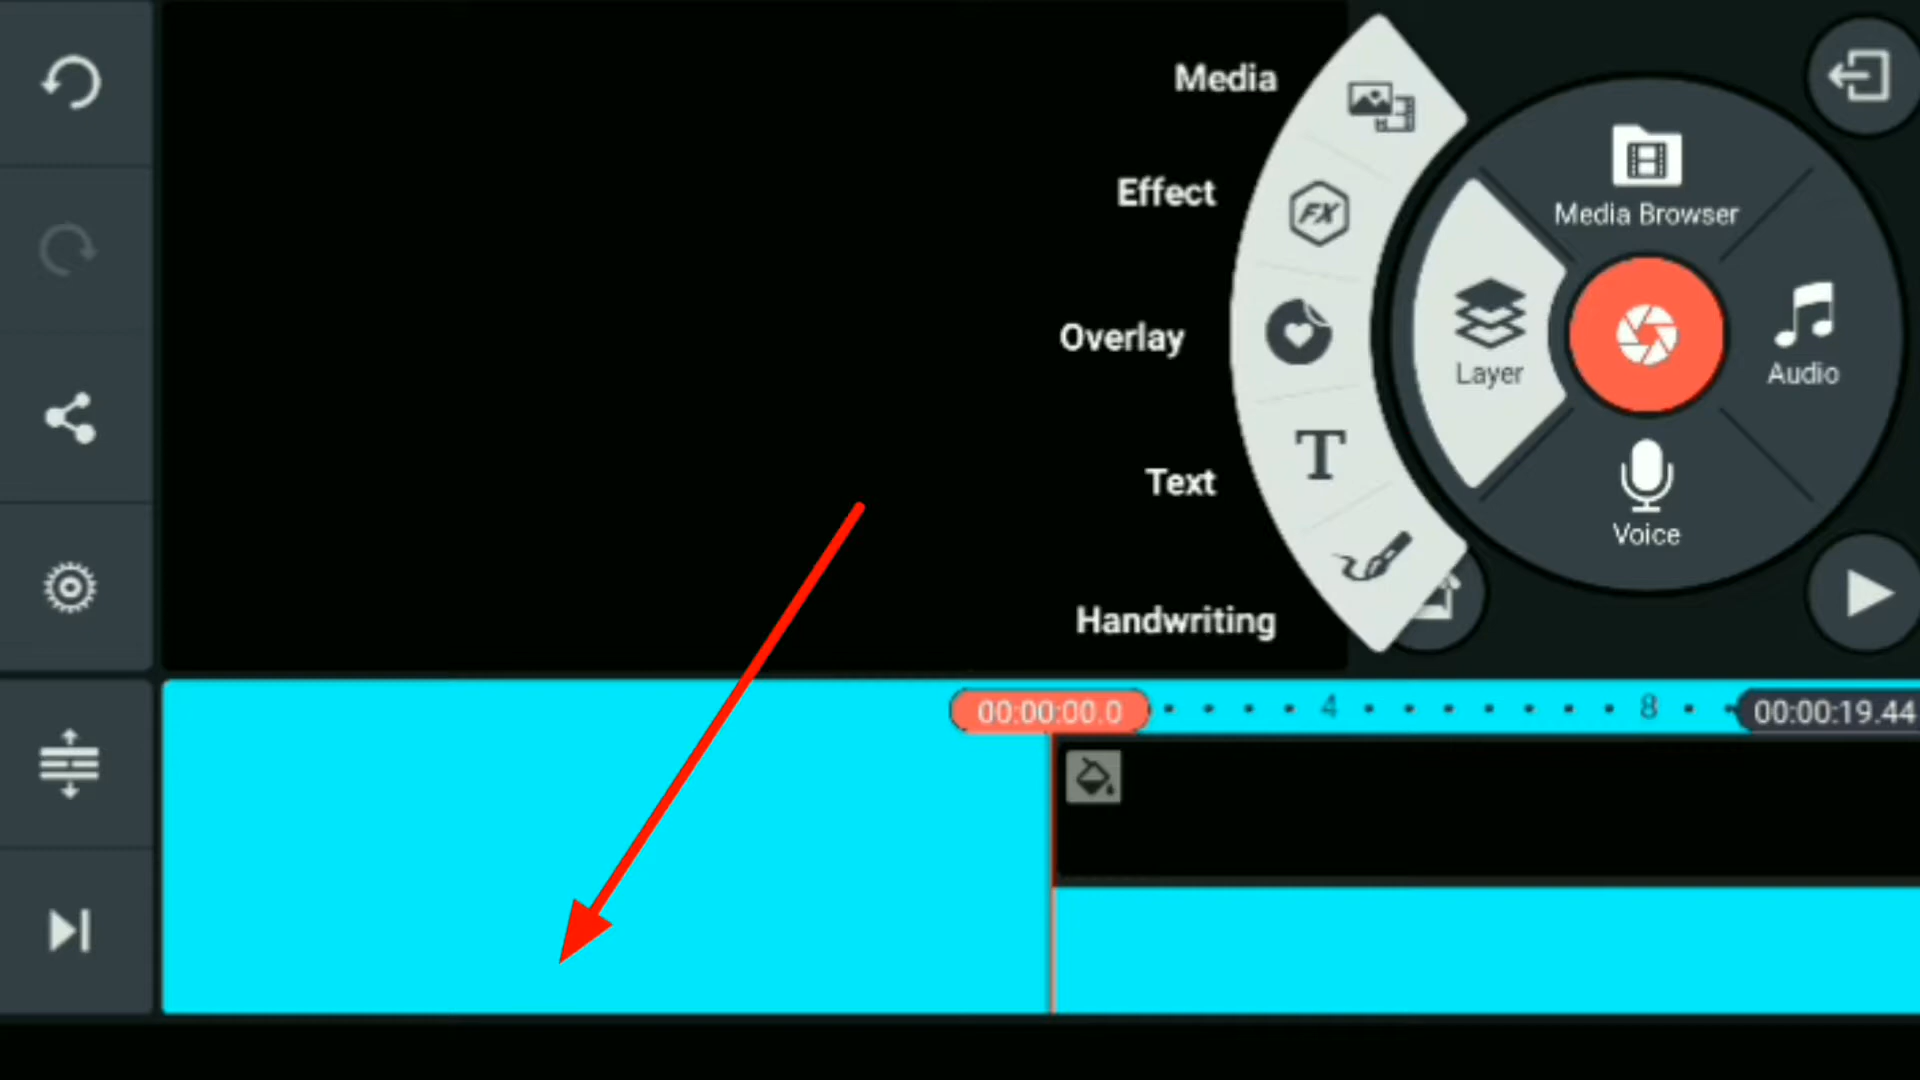 Media
Effect
Overlay
Text
Handwriting
Media Browser
Layer
Audio
Voice
FX
T
00:00:00.0
4
8
00:00:19.44